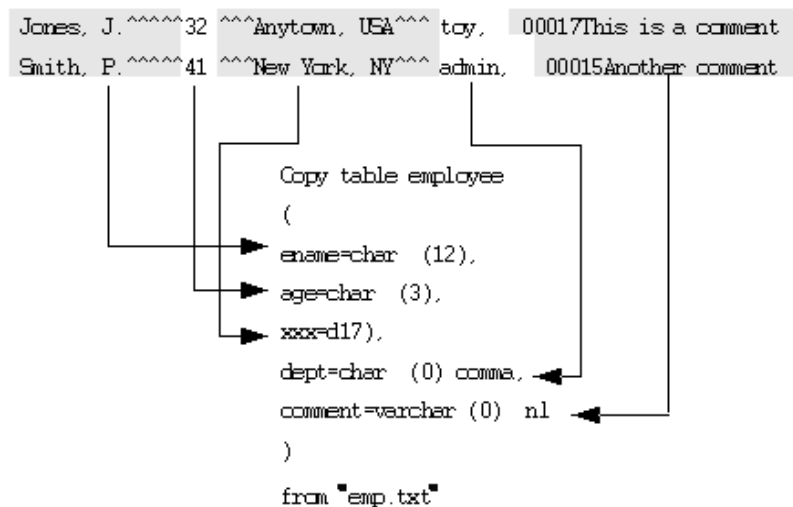 Jones, J.^^^^^32 ^^^Anytown, USA^^^ toy, 00017This is a comment
Smith, P.^^^^^41 ^^^New York, NY^^^ admin, 00015Another comment
Copy table employee
(
ename=char (12),
age=char (3),
xxx=d17),
dept=char (0) comma,
comment=varchar (0) nl
)
from "emp.txt"